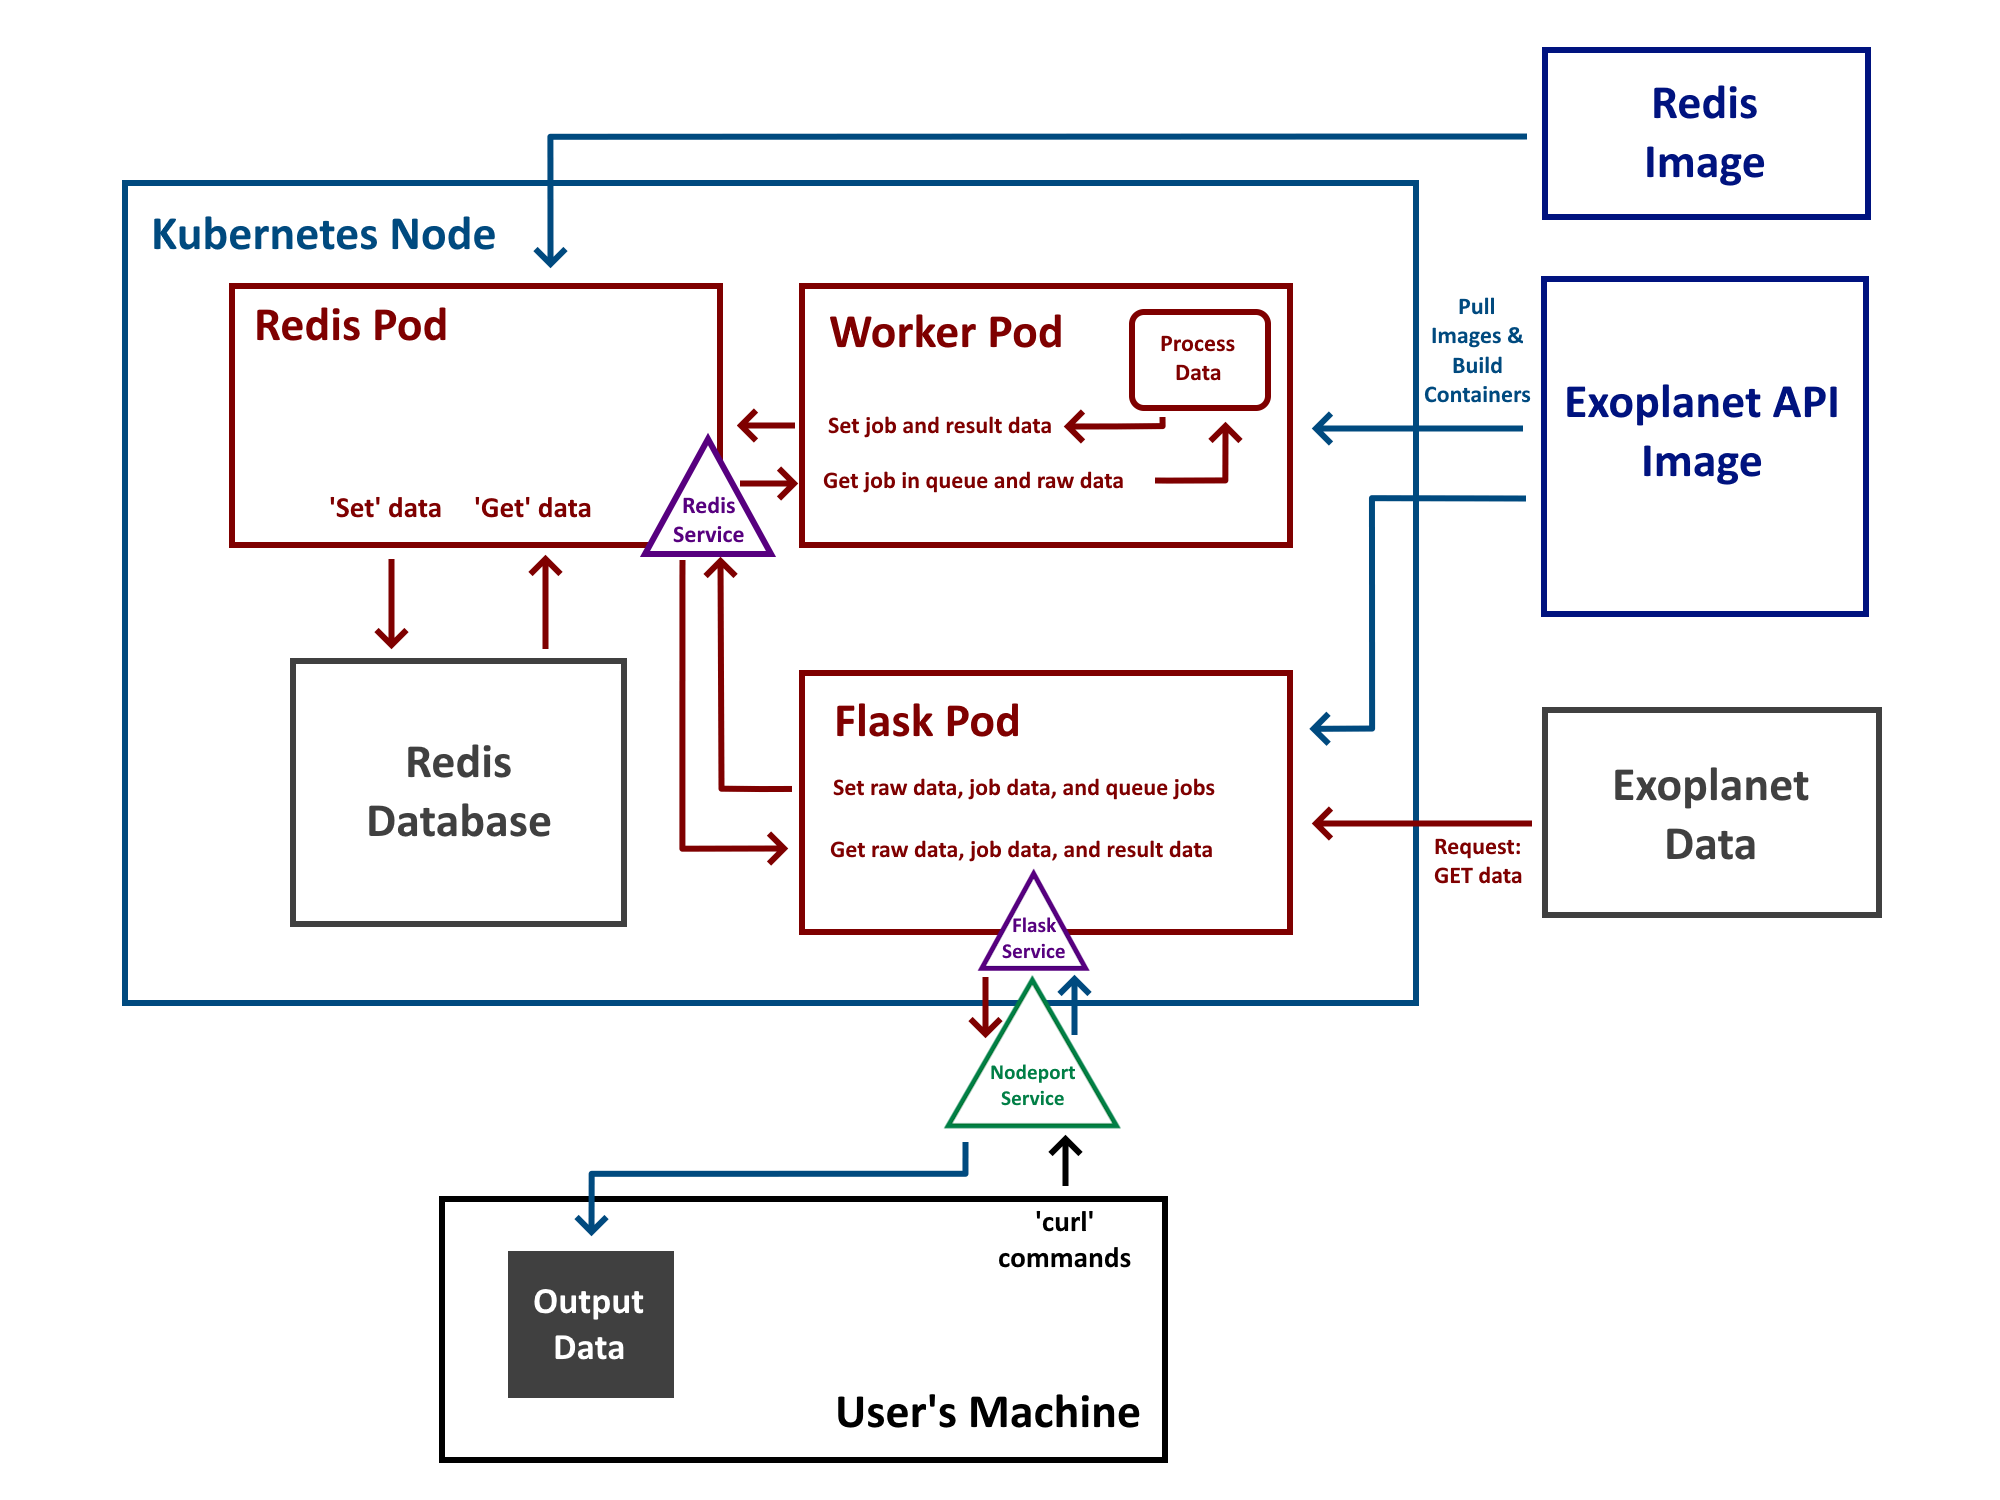 Redis
Image
Kubernetes Node
Redis Pod
Worker Pod
Process
Data
Set job and result data
Get job in queue and raw data
'Set' data
'Get' data
Redis
Service
Pull
Images &
Build
Containers
Exoplanet API
Image
Redis
Database
Flask Pod
Set raw data, job data, and queue jobs
Get raw data, job data, and result data
Flask
Service
Exoplanet
Data
Request:
GET data
Nodeport
Service
'curl'
commands
Output
Data
User's Machine